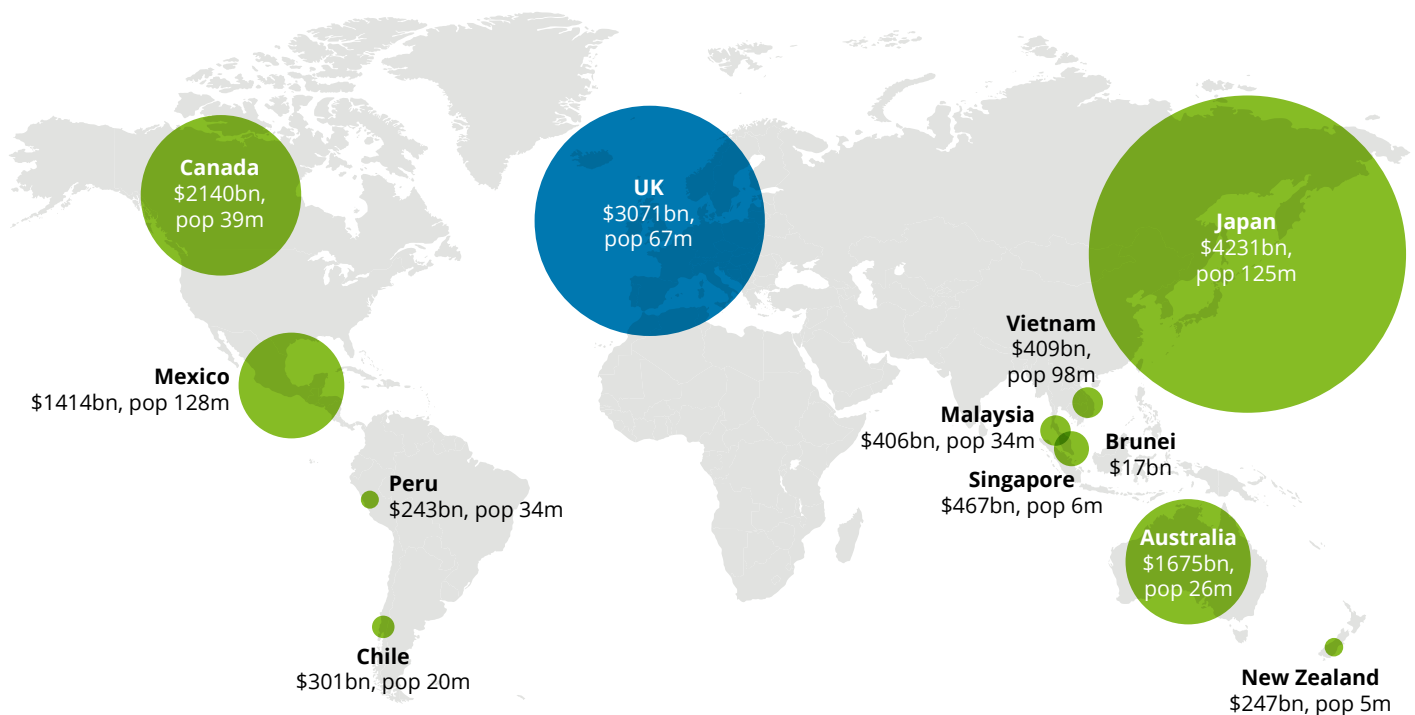 Canada
$2140bn,
pop 39m
UK
$3071bn,
pop 67m
Japan
$4231bn,
pop 125m
Vietnam
$409bn,
pop 98m
Mexico
$1414bn, pop 128m
Malaysia
$406bn, pop 34m
Brunei
$17bn
Singapore
$467bn, pop 6m
Peru
$243bn, pop 34m
Australia
$1675bn,
pop 26m
Chile
$301bn, pop 20m
New Zealand
$247bn, pop 5m